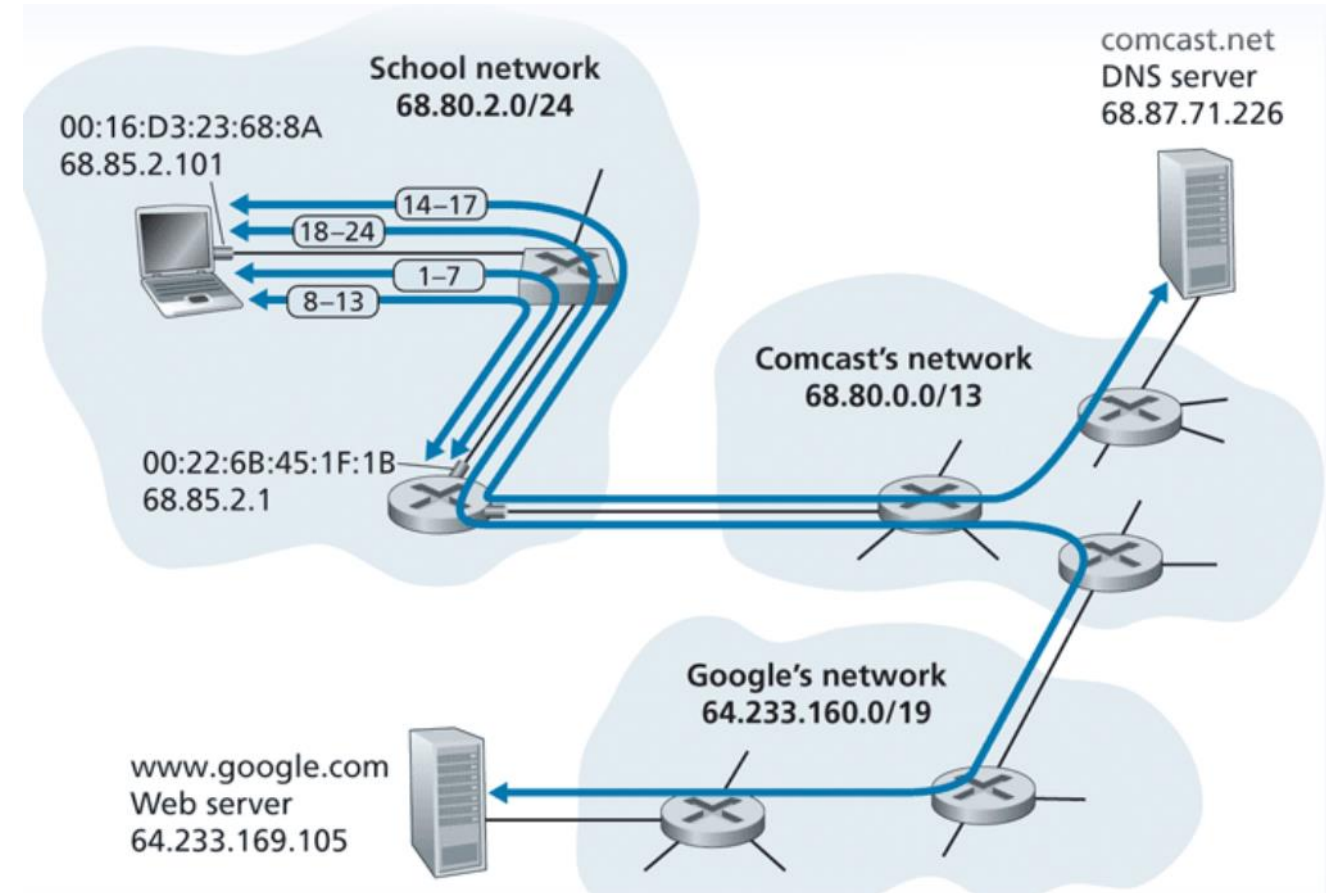 School network
68.80.2.0/24
comcast.net
DNS server
68.87.71.226
00:16:D3:23:68:8A
68.85.2.101
14–17
18–24
1–7
8–13
Comcast's network
68.80.0.0/13
00:22:6B:45:1F:1B
68.85.2.1
Google's network
64.233.160.0/19
www.google.com
Web server
64.233.169.105